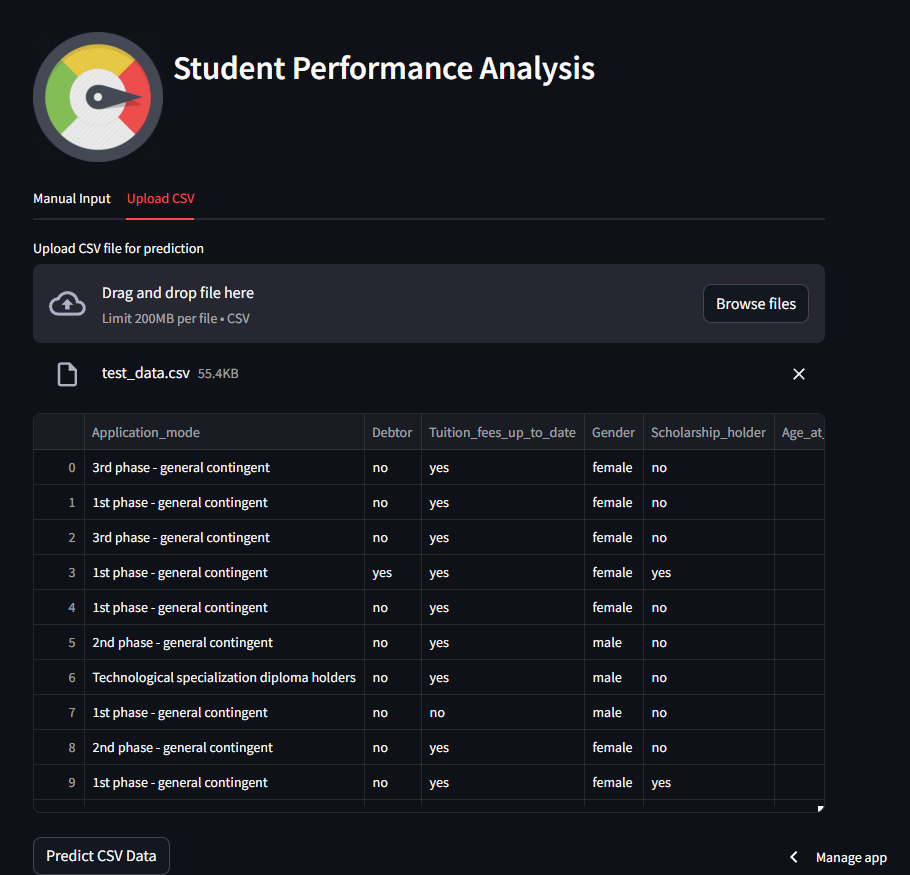 Student Performance Analysis
Manual Input Upload CSV
Upload CSV file for prediction
Drag and drop file here
Limit 200MB per file • CSV
Browse files
test_data.csv 55.4KB
Application_mode Debtor Tuition_fees_up_to_date Gender Scholarship_holder Age_at_
0 3rd phase - general contingent no yes female no
1 1st phase - general contingent no yes female no
2 3rd phase - general contingent no yes female no
3 1st phase - general contingent yes yes female yes
4 1st phase - general contingent no yes female no
5 2nd phase - general contingent no yes male no
6 Technological specialization diploma holders no yes male no
7 1st phase - general contingent no no male no
8 2nd phase - general contingent no yes female no
9 1st phase - general contingent no yes female yes
Predict CSV Data
Manage app